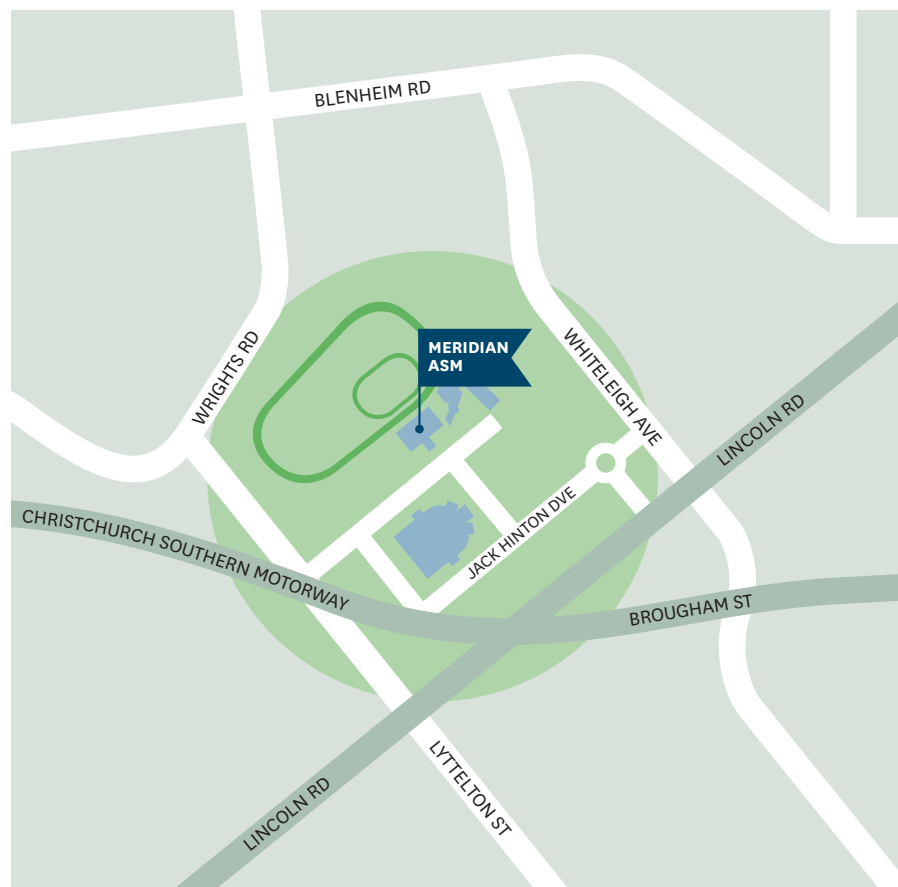 BLENHEIM RD
MERIDIAN
ASM
WRIGHTS RD
WHITELEIGH AVE
LINCOLN RD
CHRISTCHURCH SOUTHERN MOTORWAY
JACK HINTON DVE
BROUGHAM ST
LYTTELTON ST
LINCOLN RD